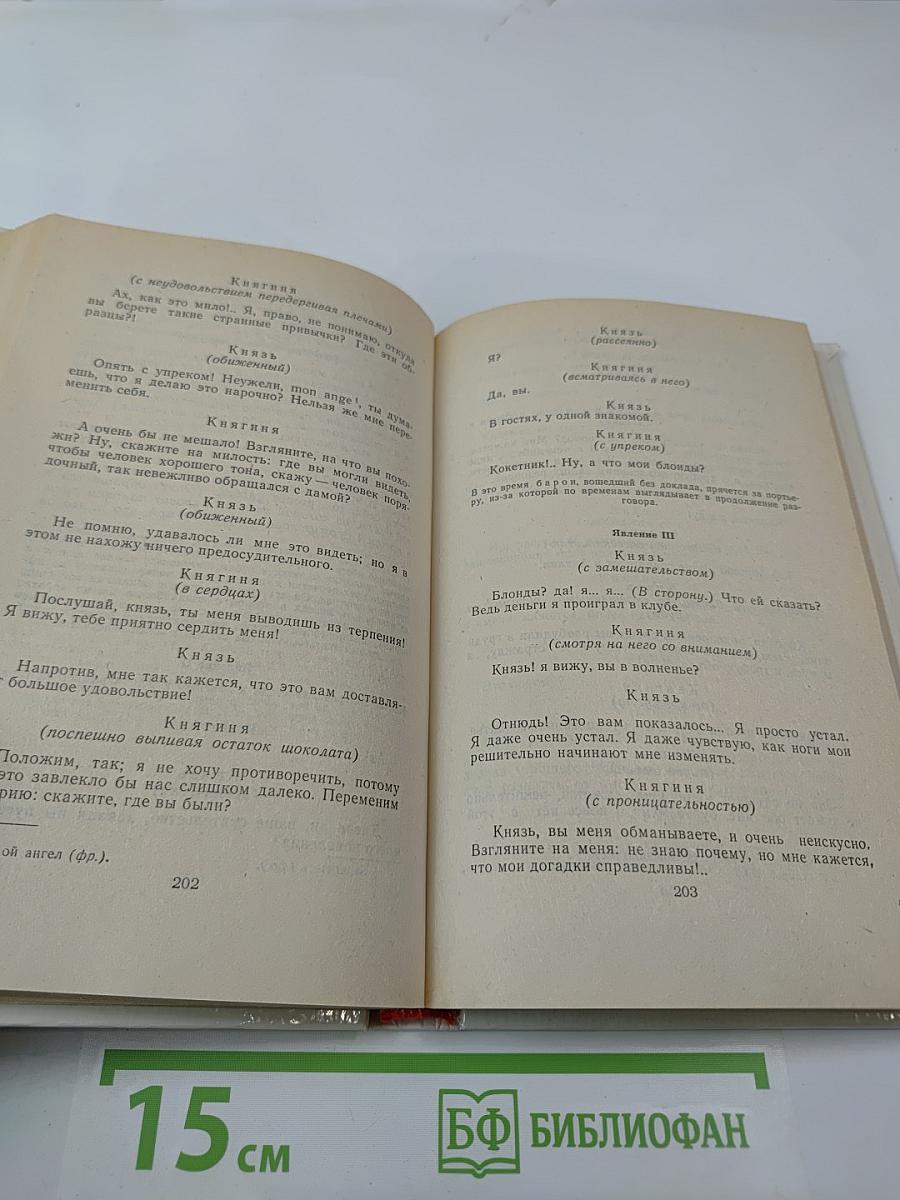 Княгиня
(с неудовольствием передергивая плечами)
Ах, как это мило!.. Я, право, не понимаю, откуда
вы берете такие странные привычки? Где эти об-
разцы?!
Князь
(обиженный)
Опять с упреком! Неужели, mon ange¹, ты дума-
ешь, что я делаю это нарочно? Нельзя же мне пере-
менить себя.
Княгиня
А очень бы не мешало! Взгляните, на что вы похо-
жи? Ну, скажите на милость: где вы могли видеть,
чтобы человек хорошего тона, скажу — человек поря-
дочный, так невежливо обращался с дамой?
Князь
(обиженный)
Не помню, удавалось ли мне это видеть; но я в
этом не нахожу ничего предосудительного.
Княгиня
(в сердцах)
Послушай, князь, ты меня выводишь из терпения!
Я вижу, тебе приятно сердить меня!
Князь
Напротив, мне так кажется, что это вам доставля-
т большое удовольствие!
Княгиня
(поспешно выпивая остаток шоколата)
Положим, так; я не хочу противоречить, потому
это завлекло бы нас слишком далеко. Переменим
рию: скажите, где вы были?
ой ангел (фр.).
202
Князь
(рассеянно)
Я?
Княгиня
(всматриваясь в него)
Да, вы.
Князь
В гостях, у одной знакомой.
Княгиня
(с упреком)
Кокетник!.. Ну, а что мои блонды?
В это время барон, вошедший без доклада, прячется за портье-
ру, из-за которой по временам выглядывает в продолжение раз-
говора.
Явление III
Князь
(с замешательством)
Блонды? да! я... я... (В сторону.) Что ей сказать?
Ведь деньги я проиграл в клубе.
Княгиня
(смотря на него со вниманием)
Князь! я вижу, вы в волненье?
Князь
Отнюдь! Это вам показалось... Я просто устал.
Я даже очень устал. Я даже чувствую, как ноги мои
решительно начинают мне изменять.
Княгиня
(с проницательностью)
Князь, вы меня обманываете, и очень неискусно.
Взгляните на меня: не знаю почему, но мне кажется,
что мои догадки справедливы!..
203
15 см
БФ БИБЛИОФАН